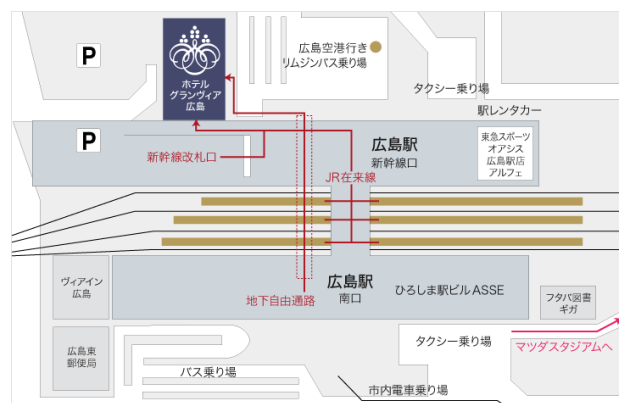 P
ホテル
グランヴィア
広島
広島空港行き
リムジンバス乗り場
タクシー乗り場
駅レンタカー
P
新幹線改札口
広島駅
新幹線口
JR在来線
東急スポーツ
オアシス
広島駅店
アルフェ
ヴィアイン
広島
地下自由通路
広島駅
南口
ひろしま駅ビルASSE
フタバ図書
ギガ
広島東
郵便局
バス乗り場
タクシー乗り場
マツダスタジアムへ
市内電車乗り場